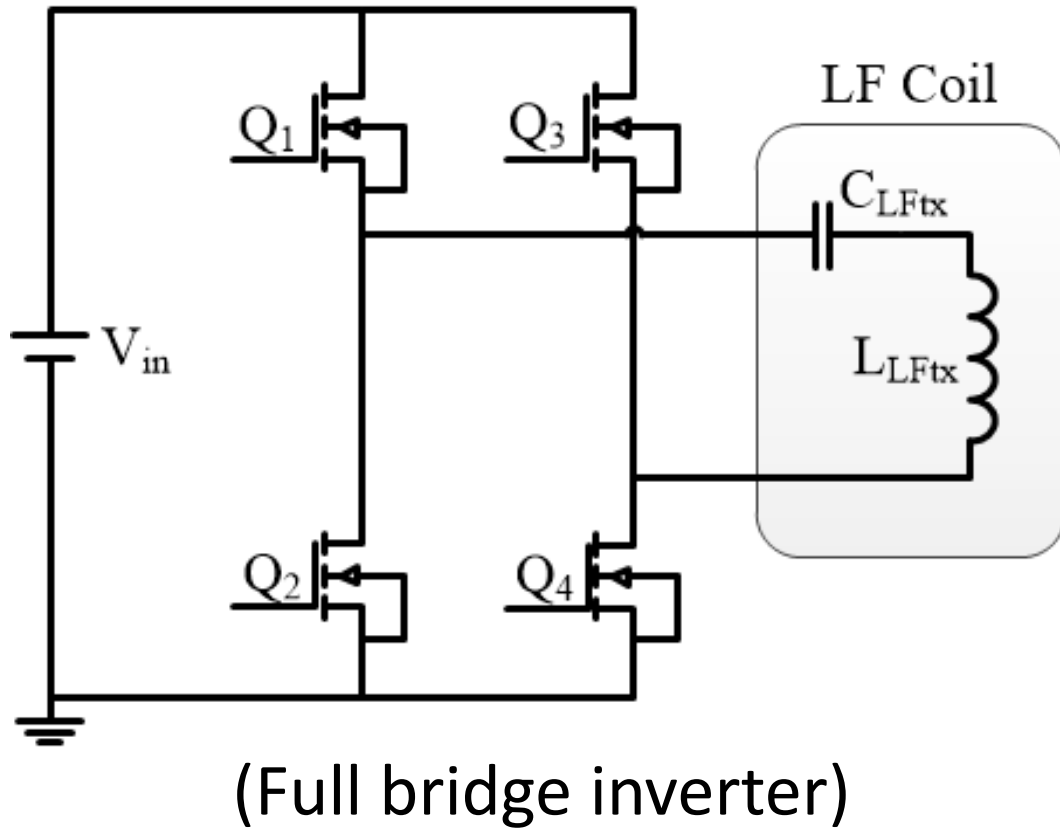 LF Coil
Q1
Q3
CLFtx
Vin
LLFtx
Q2
Q4
(Full bridge inverter)